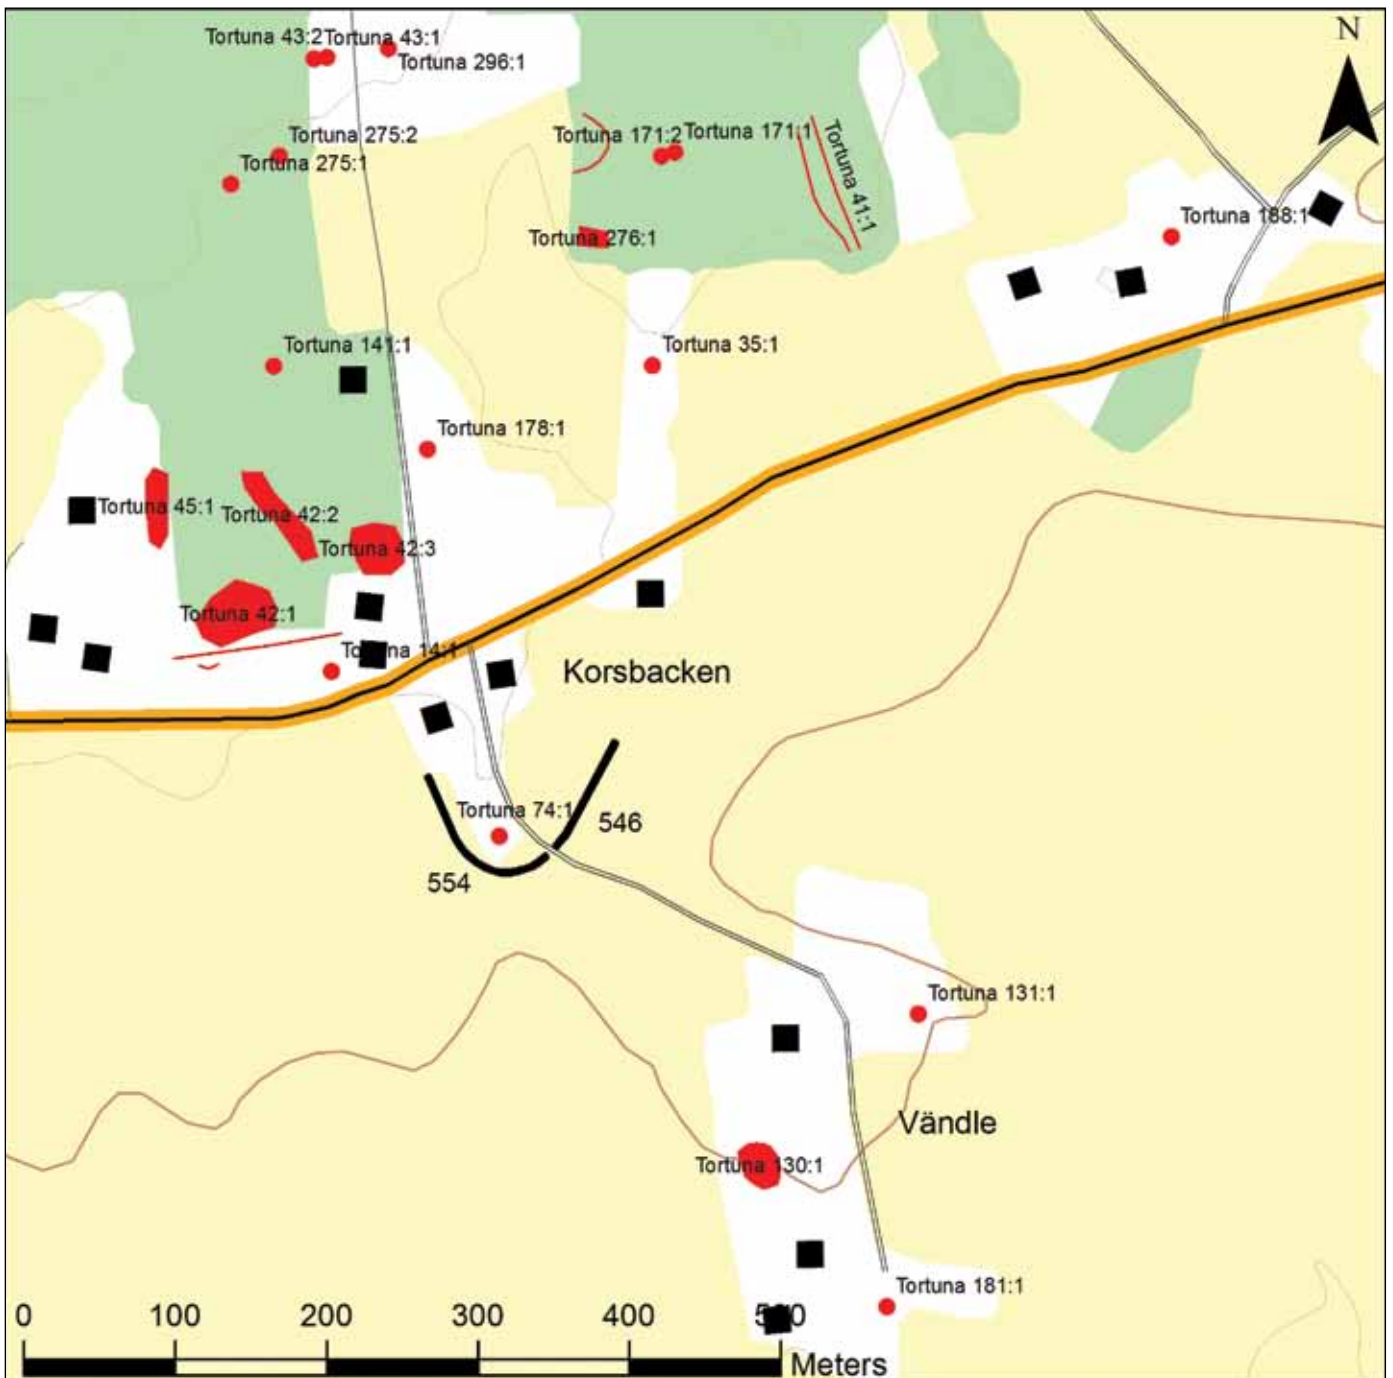 N
Tortuna 43:2
Tortuna 43:1
Tortuna 296:1
Tortuna 275:2
Tortuna 275:1
Tortuna 171:2
Tortuna 171:1
Tortuna 41:1
Tortuna 188:1
Tortuna 276:1
Tortuna 141:1
Tortuna 35:1
Tortuna 178:1
Tortuna 45:1
Tortuna 42:2
Tortuna 42:3
Tortuna 42:1
Tortuna 14:1
Korsbacken
Tortuna 74:1
546
554
Tortuna 131:1
Vändle
Tortuna 130:1
Tortuna 181:1
0 100 200 300 400 500
Meters